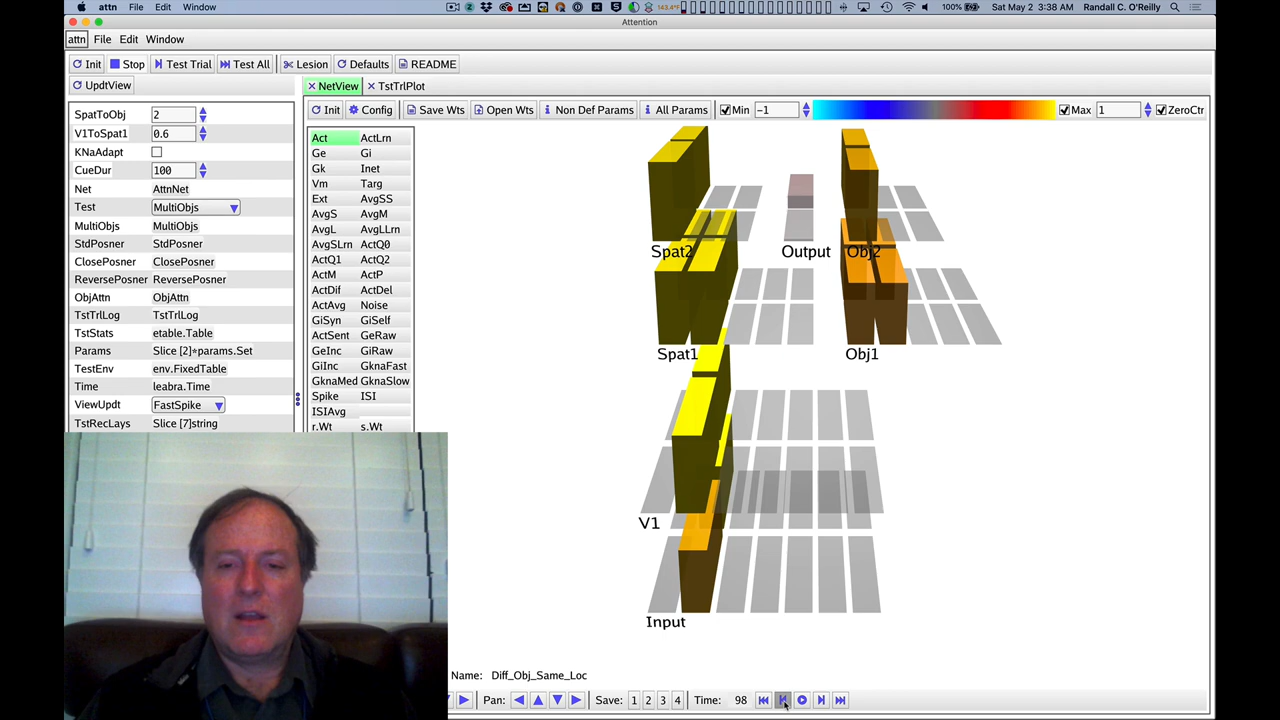 attn File Edit Window 143.4°F 100% Sat May 2 3:38 AM Randall C. O'Reilly
Attention
attn File Edit Window
Init Stop Test Trial Test All Lesion Defaults README
UpdtView
NetView TstTrlPlot
Init Config Save Wts Open Wts Non Def Params All Params Min -1 Max 1 ZeroCtr
SpatToObj 2
V1ToSpat1 0.6
KNaAdapt
CueDur 100
Net AttnNet
Test MultiObjs
MultiObjs MultiObjs
StdPosner StdPosner
ClosePosner ClosePosner
ReversePosner ReversePosner
ObjAttn ObjAttn
TstTrlLog TstTrlLog
TstStats etable.Table
Params Slice [2]*params.Set
TestEnv env.FixedTable
Time leabra.Time
ViewUpdt FastSpike
TstRecLays Slice [7]string
Act ActLrn
Ge Gi
Gk Inet
Vm Targ
Ext AvgSS
AvgS AvgM
AvgL AvgLLrn
AvgSLrn ActQ0
ActQ1 ActQ2
ActM ActP
ActDif ActDel
ActAvg Noise
GiSyn GiSelf
ActSent GeRaw
GeInc GiRaw
GiInc GknaFast
GknaMed GknaSlow
Spike ISI
ISIAvg
r.Wt s.Wt
Spat2 Output Obj2
Spat1 Obj1
V1
Input
Name: Diff_Obj_Same_Loc
Pan: Save: 1 2 3 4 Time: 98